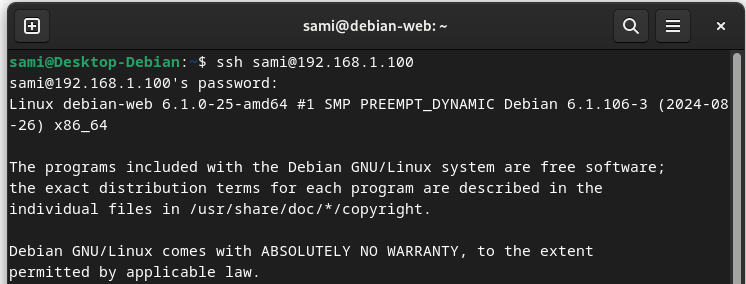 sami@debian-web: ~
sami@Desktop-Debian:~$ ssh sami@192.168.1.100
sami@192.168.1.100's password:
Linux debian-web 6.1.0-25-amd64 #1 SMP PREEMPT_DYNAMIC Debian 6.1.106-3 (2024-08
-26) x86_64
The programs included with the Debian GNU/Linux system are free software;
the exact distribution terms for each program are described in the
individual files in /usr/share/doc/*/copyright.
Debian GNU/Linux comes with ABSOLUTELY NO WARRANTY, to the extent
permitted by applicable law.